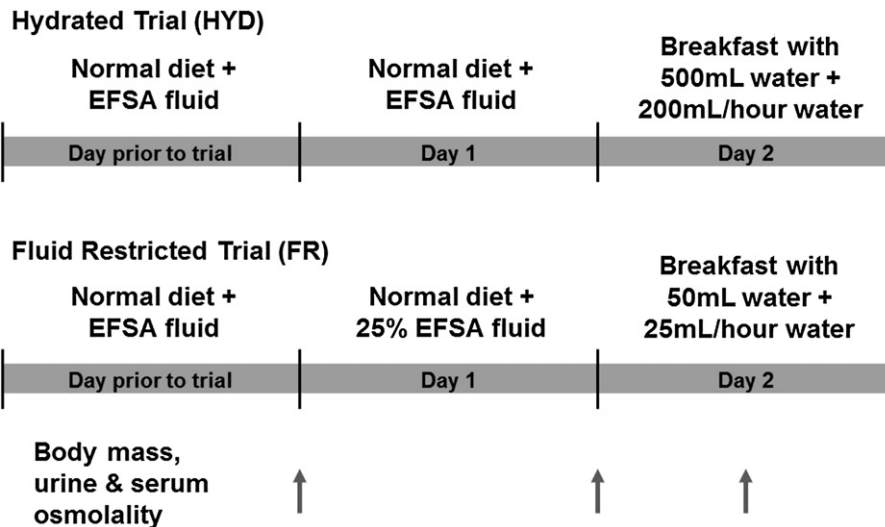 Hydrated Trial (HYD)
Normal diet +
EFSA fluid
Normal diet +
EFSA fluid
Breakfast with
500mL water +
200mL/hour water
Day prior to trial
Day 1
Day 2
Fluid Restricted Trial (FR)
Normal diet +
EFSA fluid
Normal diet +
25% EFSA fluid
Breakfast with
50mL water +
25mL/hour water
Day prior to trial
Day 1
Day 2
Body mass,
urine & serum
osmolality